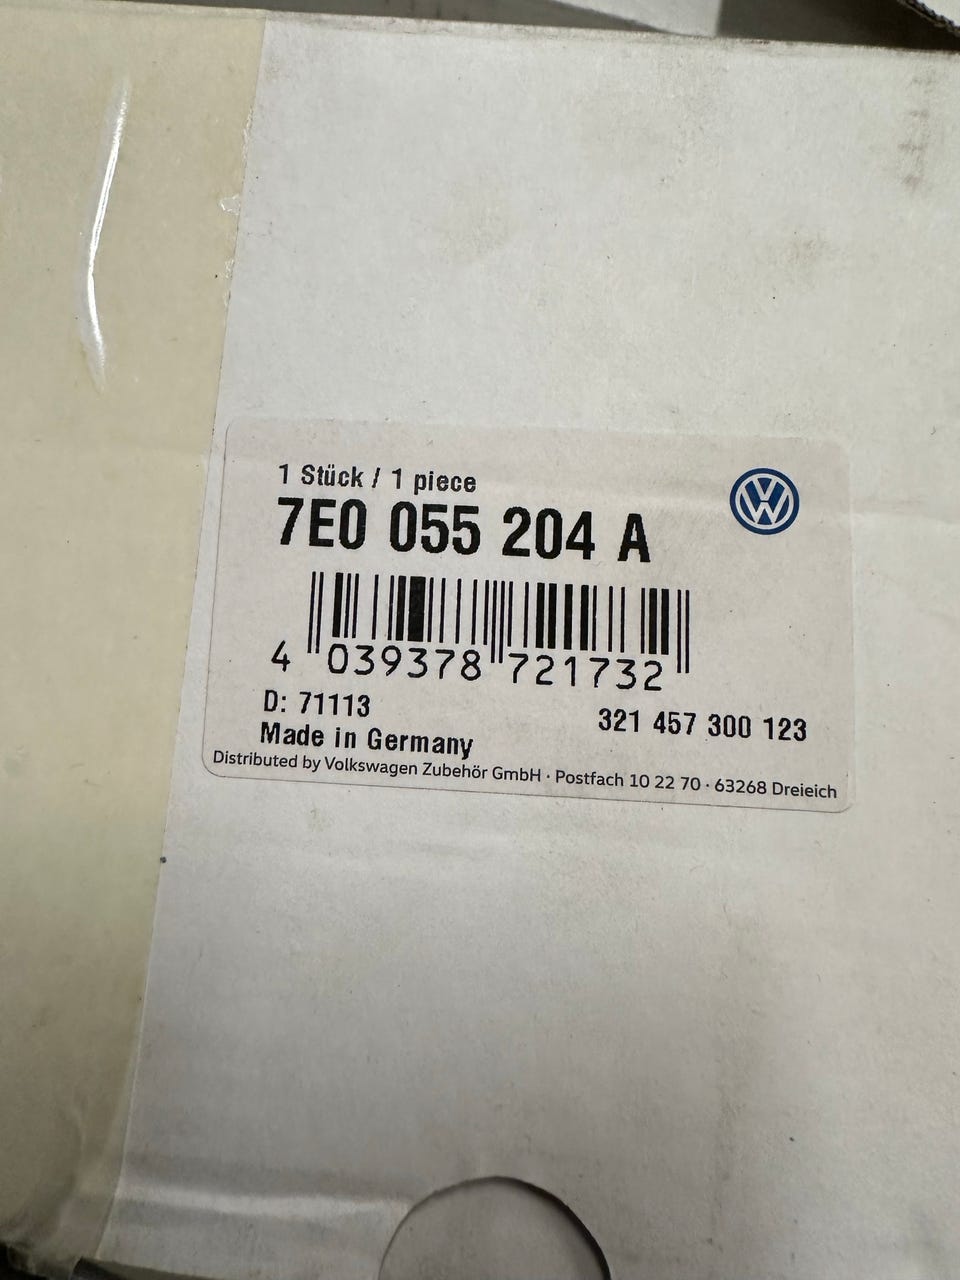 1 Stück / 1 piece
7E0 055 204 A
4 039378 721732
D: 71113
321 457 300 123
Made in Germany
Distributed by Volkswagen Zubehör GmbH · Postfach 10 22 70 · 63268 Dreieich